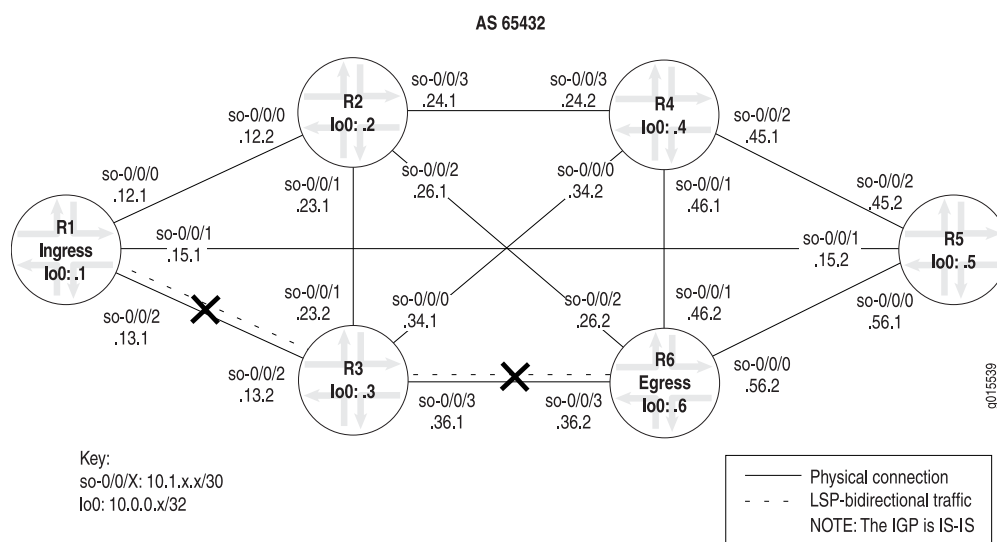 AS 65432
so-0/0/3
.24.1
so-0/0/3
.24.2
R2
lo0: .2
R4
lo0: .4
so-0/0/0
.12.2
so-0/0/2
.45.1
so-0/0/2
.26.1
so-0/0/0
.34.2
so-0/0/0
.12.1
so-0/0/1
.23.1
so-0/0/1
.46.1
so-0/0/2
.45.2
R1
Ingress
lo0: .1
so-0/0/1
.15.1
so-0/0/1
.15.2
R5
lo0: .5
so-0/0/1
.23.2
so-0/0/0
.34.1
so-0/0/2
.26.2
so-0/0/1
.46.2
so-0/0/0
.56.1
so-0/0/2
.13.1
R3
lo0: .3
R6
Egress
lo0: .6
so-0/0/2
.13.2
so-0/0/0
.56.2
so-0/0/3
.36.1
so-0/0/3
.36.2
g015539
Key:
so-0/0/X: 10.1.x.x/30
lo0: 10.0.0.x/32
Physical connection
LSP-bidirectional traffic
NOTE: The IGP is IS-IS